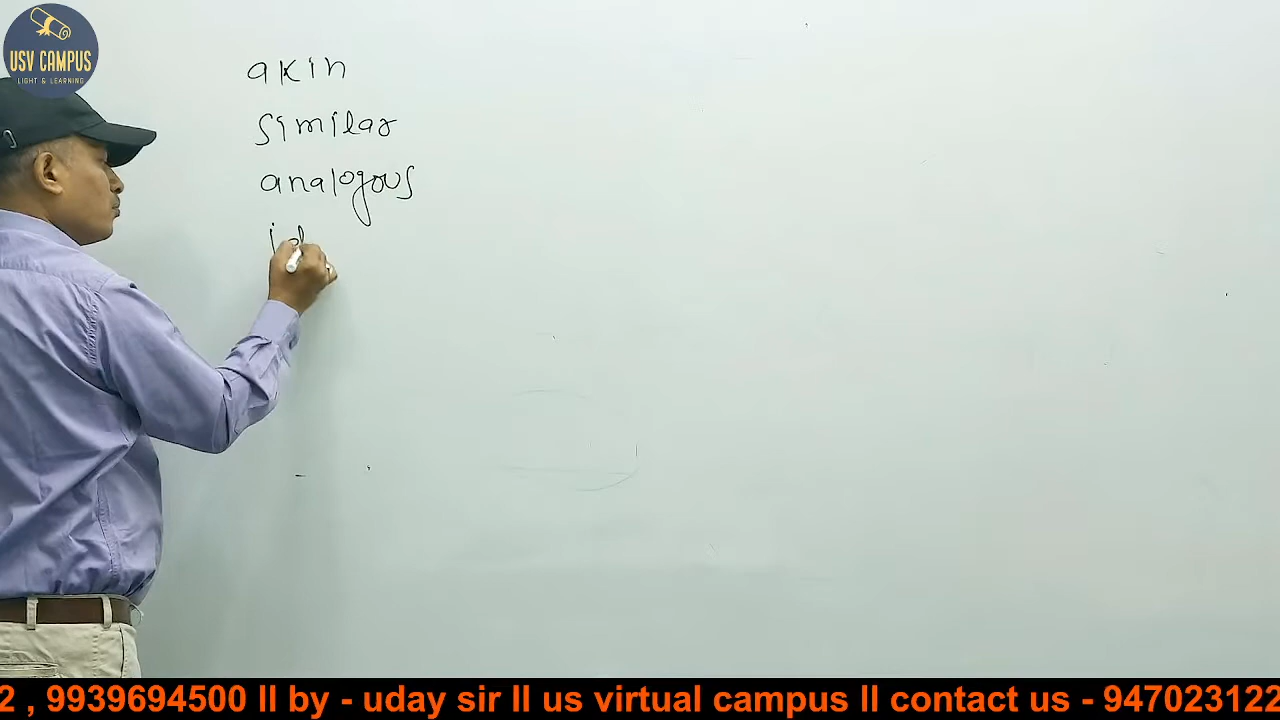 USV CAMPUS
LIGHT & LEARNING
akin
similar
analogous
id
2 , 9939694500 ll by - uday sir ll us virtual campus ll contact us - 947023122